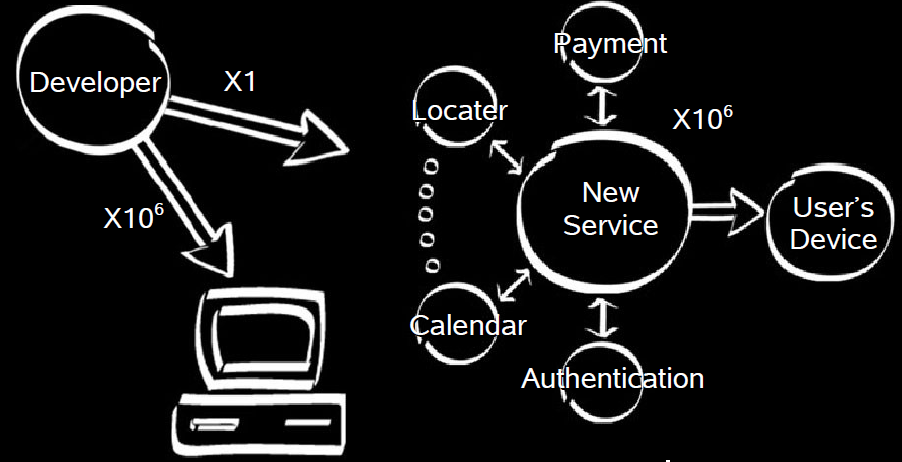 Developer
X1
X10⁶
Payment
Locater
X10⁶
New
Service
User's
Device
Calendar
Authentication